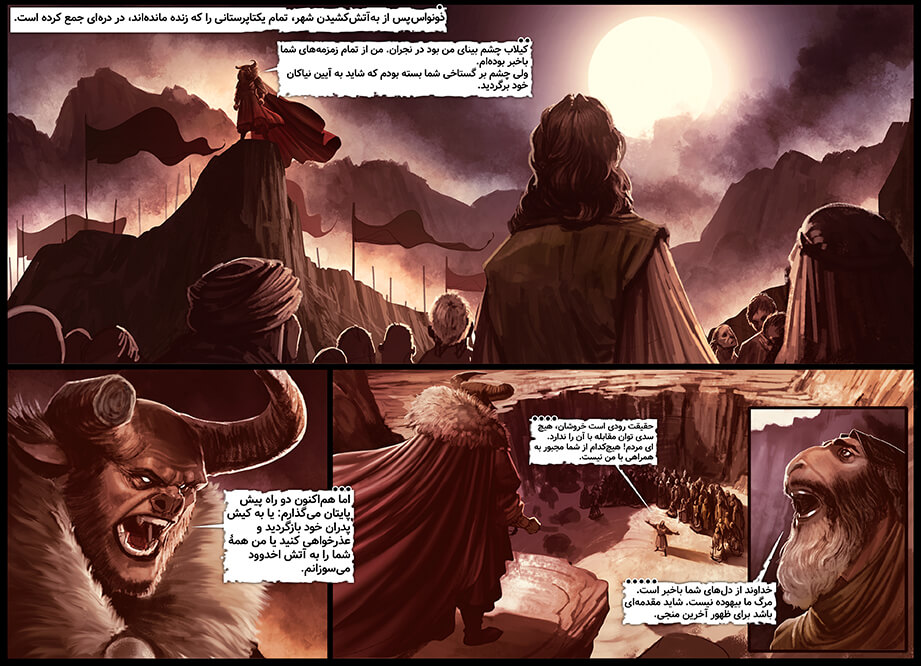 ذونواس پس از به‌آتش‌کشیدن شهر، تمام یکتاپرستانی را که زنده مانده‌اند، در دره‌ای جمع کرده است.
کیلاب چشم بینای من بود در نجران. من از تمام زمزمه‌های شما
باخبر بوده‌ام.
ولی چشم بر گستاخی شما بسته بودم که شاید به آیین نیاکان
خود برگردید.
اما هم‌اکنون دو راه پیش
پایتان می‌گذارم: یا به کیش
پدران خود بازگردید و
عذرخواهی کنید یا من همهٔ
شما را به آتش اخدوود
می‌سوزانم.
حقیقت رودی است خروشان، هیچ
سدی توان مقابله با آن را ندارد.
ای مردم! هیچ‌کدام از شما مجبور به
همراهی با من نیست.
خداوند از دل‌های شما باخبر است.
مرگ ما بیهوده نیست. شاید مقدمه‌ای
باشد برای ظهور آخرین منجی.